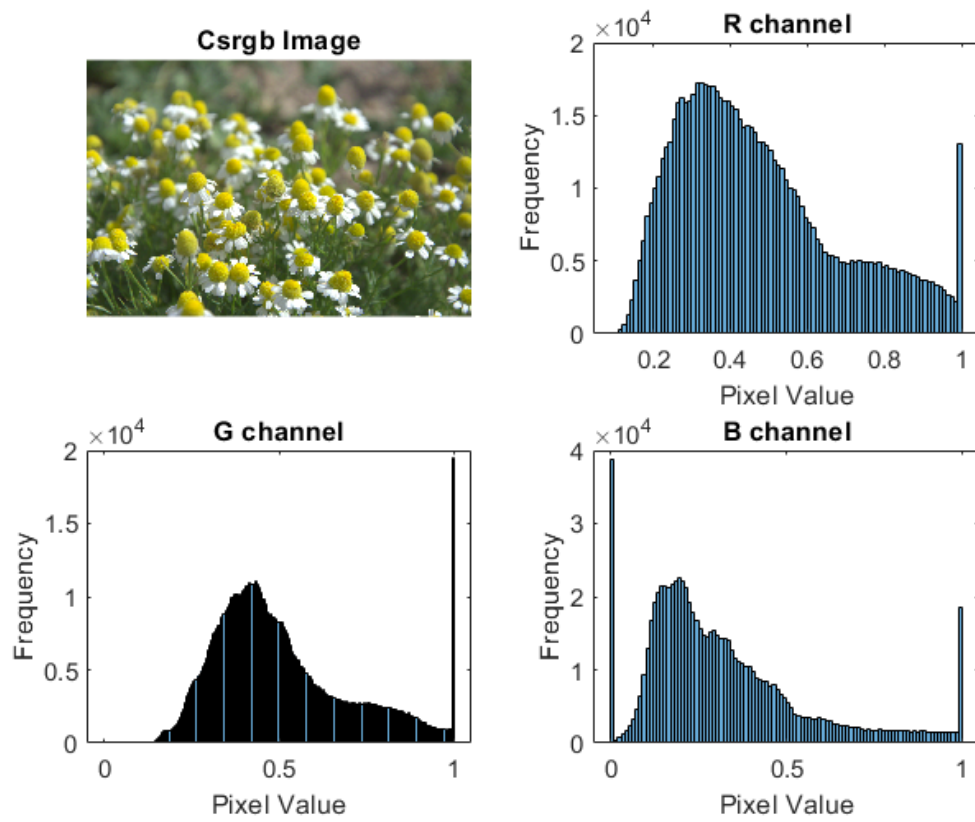 Csrgb Image
R channel
×10^4
2
1.5
1
0.5
0
Frequency
0.2 0.4 0.6 0.8 1
Pixel Value
G channel
×10^4
2
1.5
1
0.5
0
Frequency
0 0.5 1
Pixel Value
B channel
×10^4
4
3
2
1
0
Frequency
0 0.5 1
Pixel Value